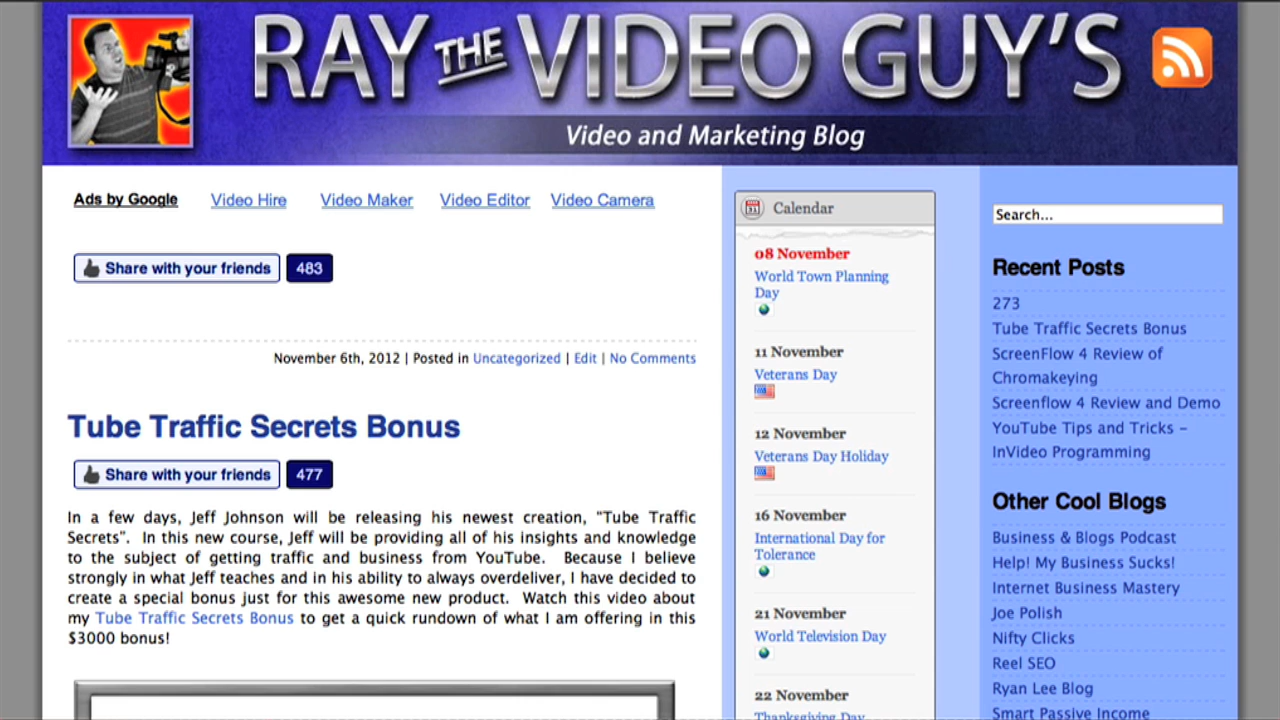 RAY THE VIDEO GUY'S
Video and Marketing Blog
Ads by Google
Video Hire
Video Maker
Video Editor
Video Camera
Share with your friends
483
November 6th, 2012 | Posted in Uncategorized | Edit | No Comments
Tube Traffic Secrets Bonus
Share with your friends
477
In a few days, Jeff Johnson will be releasing his newest creation, "Tube Traffic
Secrets". In this new course, Jeff will be providing all of his insights and knowledge
to the subject of getting traffic and business from YouTube. Because I believe
strongly in what Jeff teaches and in his ability to always overdeliver, I have decided to
create a special bonus just for this awesome new product. Watch this video about
my Tube Traffic Secrets Bonus to get a quick rundown of what I am offering in this
$3000 bonus!
31
Calendar
08 November
World Town Planning
Day
11 November
Veterans Day
12 November
Veterans Day Holiday
16 November
International Day for
Tolerance
21 November
World Television Day
22 November
Thanksgiving Day
Search...
Recent Posts
273
Tube Traffic Secrets Bonus
ScreenFlow 4 Review of
Chromakeying
Screenflow 4 Review and Demo
YouTube Tips and Tricks –
InVideo Programming
Other Cool Blogs
Business & Blogs Podcast
Help! My Business Sucks!
Internet Business Mastery
Joe Polish
Nifty Clicks
Reel SEO
Ryan Lee Blog
Smart Passive Income